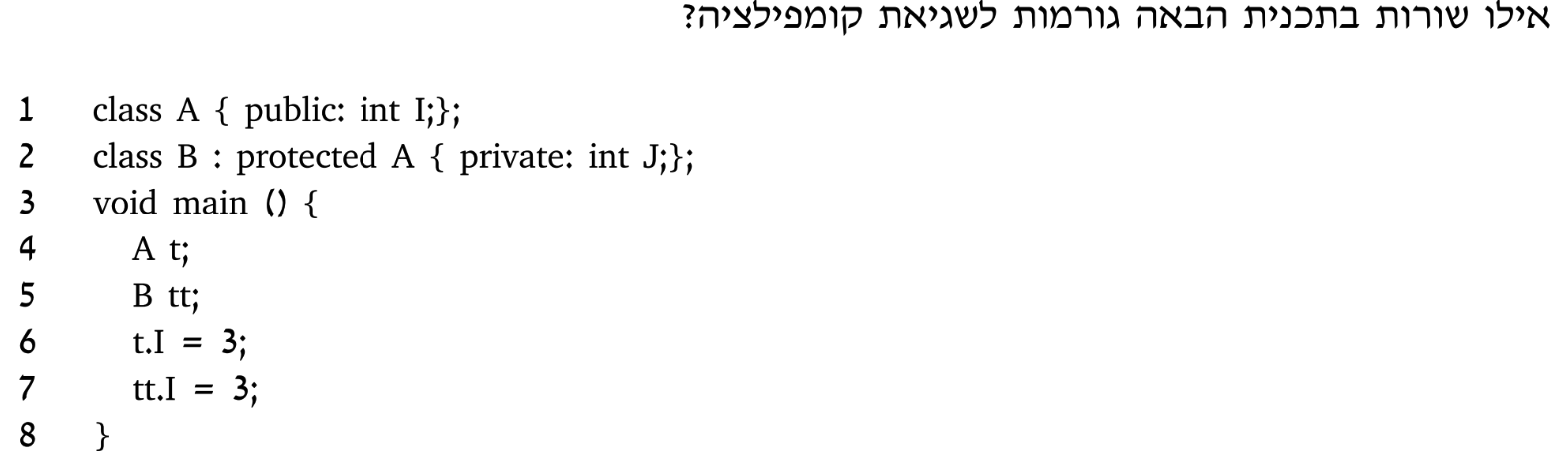 אילו שורות בתכנית הבאה גורמות לשגיאת קומפילציה?
1 class A { public: int I;};
2 class B : protected A { private: int J;};
3 void main () {
4 A t;
5 B tt;
6 t.I = 3;
7 tt.I = 3;
8 }